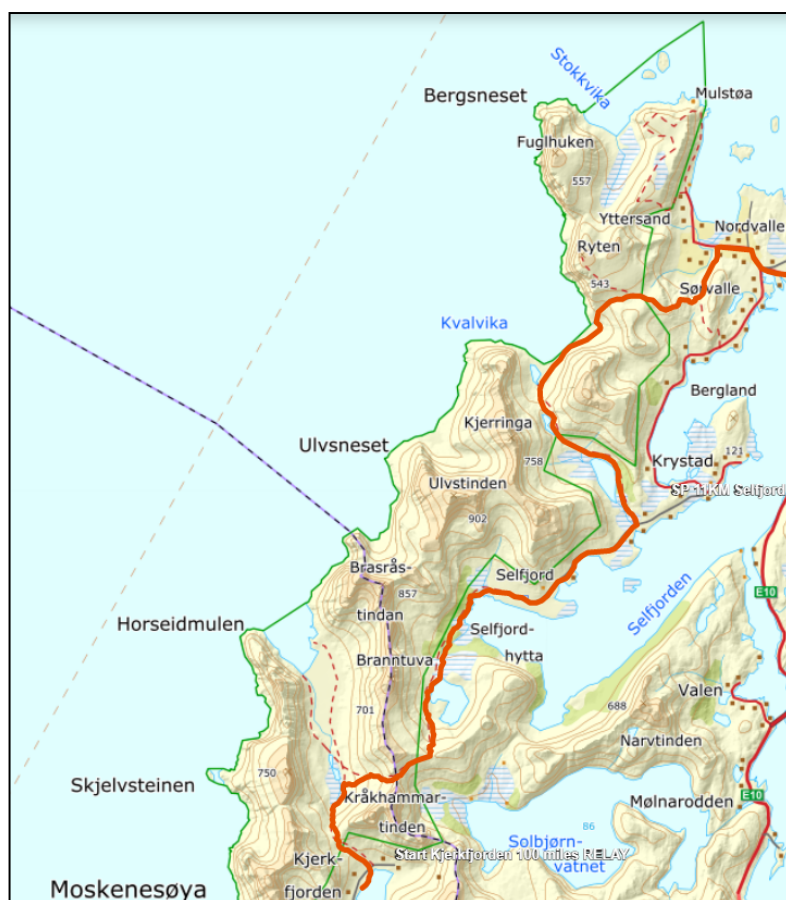 Stokkvika
Bergsneset
Mulstøa
Fuglhuken
557
Yttersand
Nordvalle
Ryten
543
Sørvalle
Kvalvika
Bergland
Kjerringa
Ulvsneset
758
Krystad
121
Ulvstinden
SP 11KM Selfjord
902
Brasrås-
tindan
857
Selfjord
E10
Selfjorden
Horseidmulen
Selfjord-
hytta
Branntuva
701
688
Valen
Narvtinden
750
Skjelvsteinen
E10
Kråkhammar-
tinden
Mølnarodden
86
Solbjørn-
vatnet
Start Kjerkfjorden 100 miles RELAY
Kjerk-
fjorden
Moskenesøya